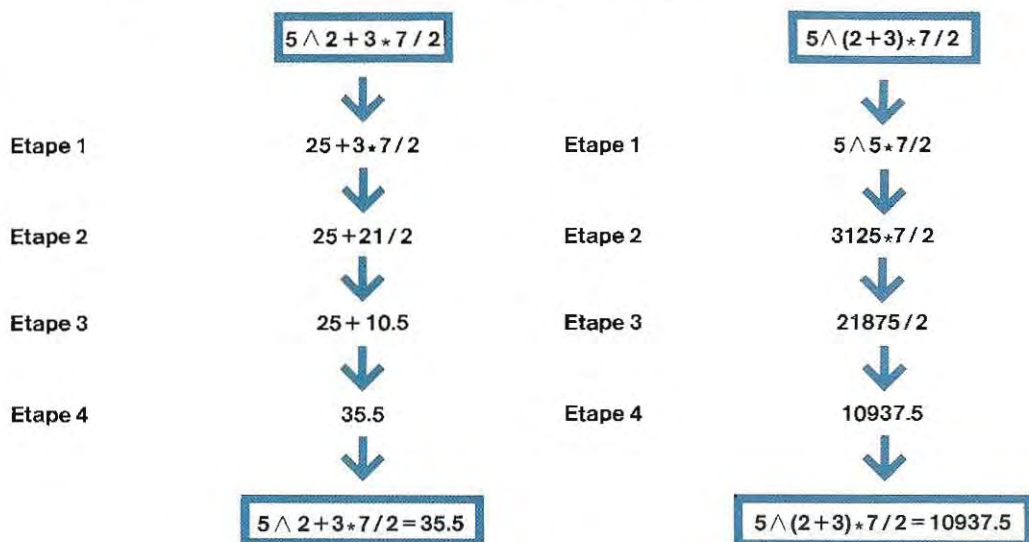 5 ∧ 2 + 3 * 7 / 2
Etape 1 25 + 3 * 7 / 2
Etape 2 25 + 21 / 2
Etape 3 25 + 10.5
Etape 4 35.5
5 ∧ 2 + 3 * 7 / 2 = 35.5
5 ∧ (2 + 3) * 7 / 2
Etape 1 5 ∧ 5 * 7 / 2
Etape 2 3125 * 7 / 2
Etape 3 21875 / 2
Etape 4 10937.5
5 ∧ (2 + 3) * 7 / 2 = 10937.5